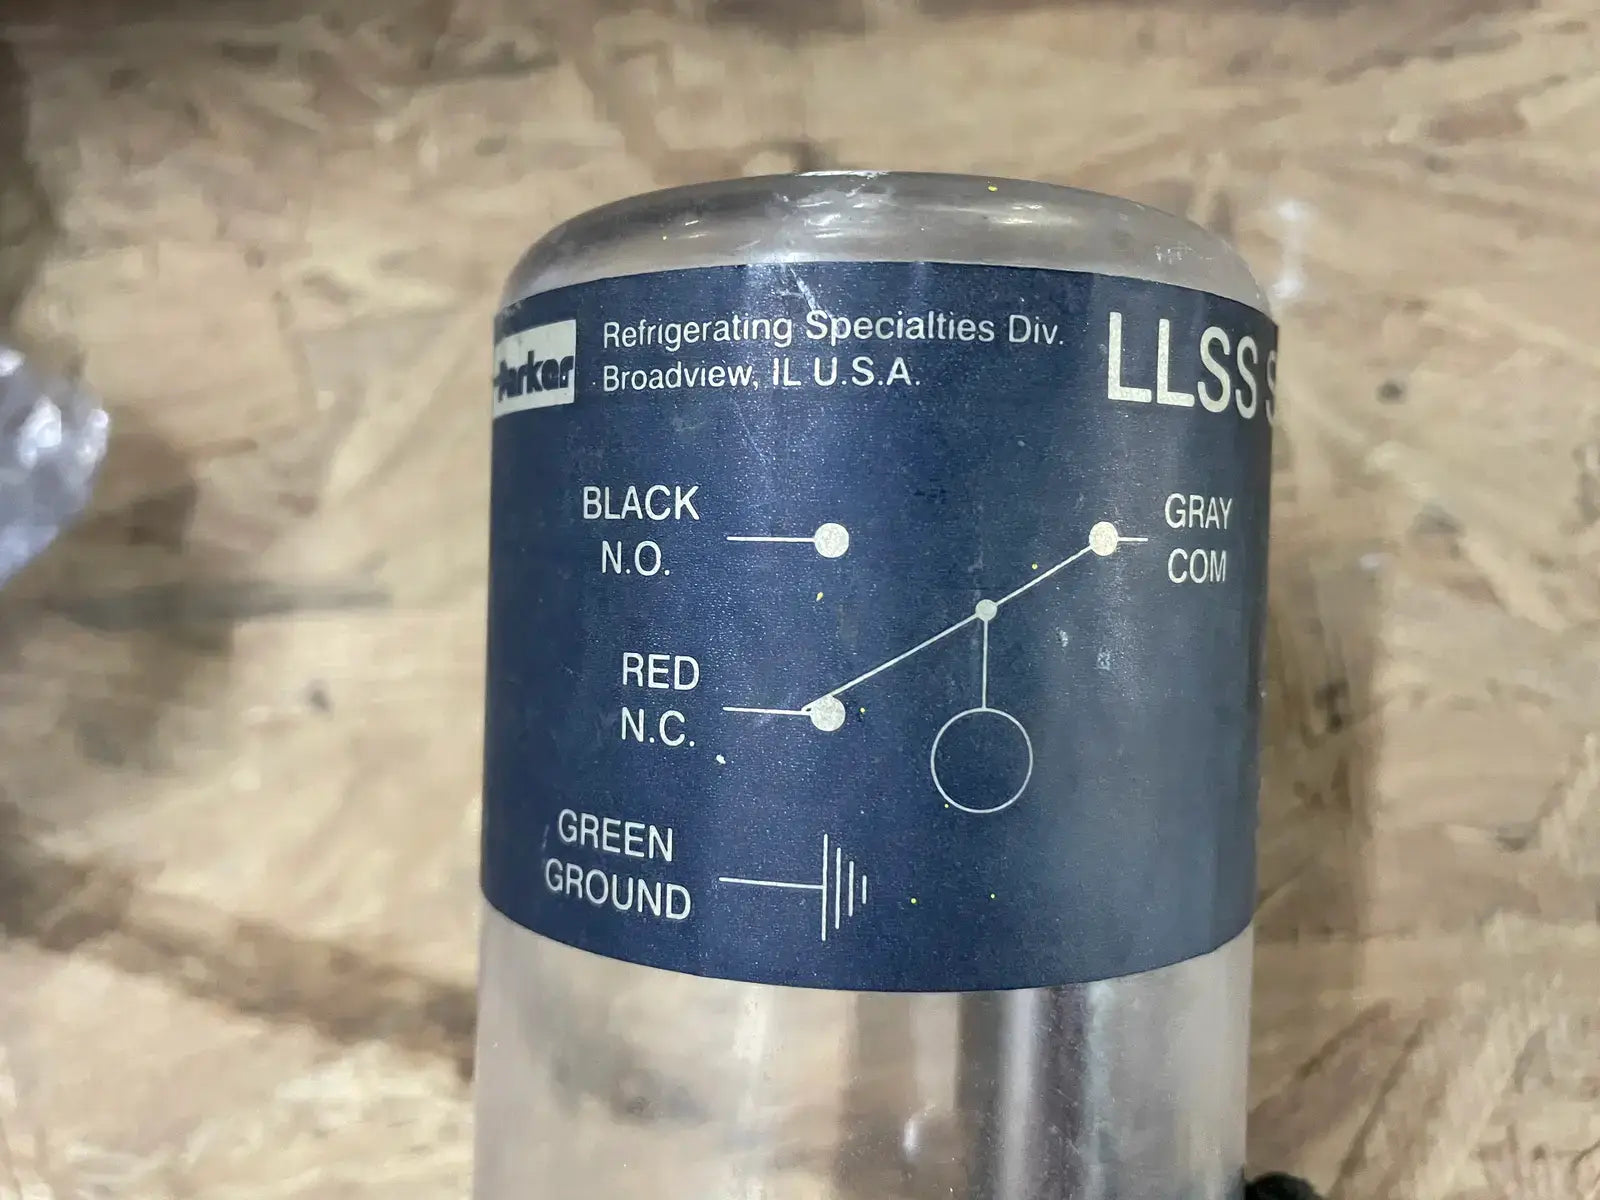 Parker
Refrigerating Specialties Div.
Broadview, IL U.S.A.
LLSS
BLACK
N.O.
GRAY
COM
RED
N.C.
GREEN
GROUND